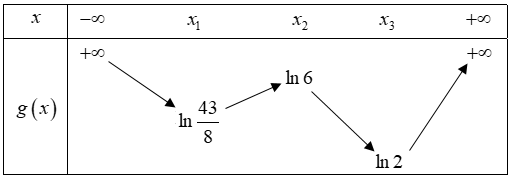 x −∞ x₁ x₂ x₃ +∞
+∞ +∞
ln 6
g(x)
ln 43/8
ln 2